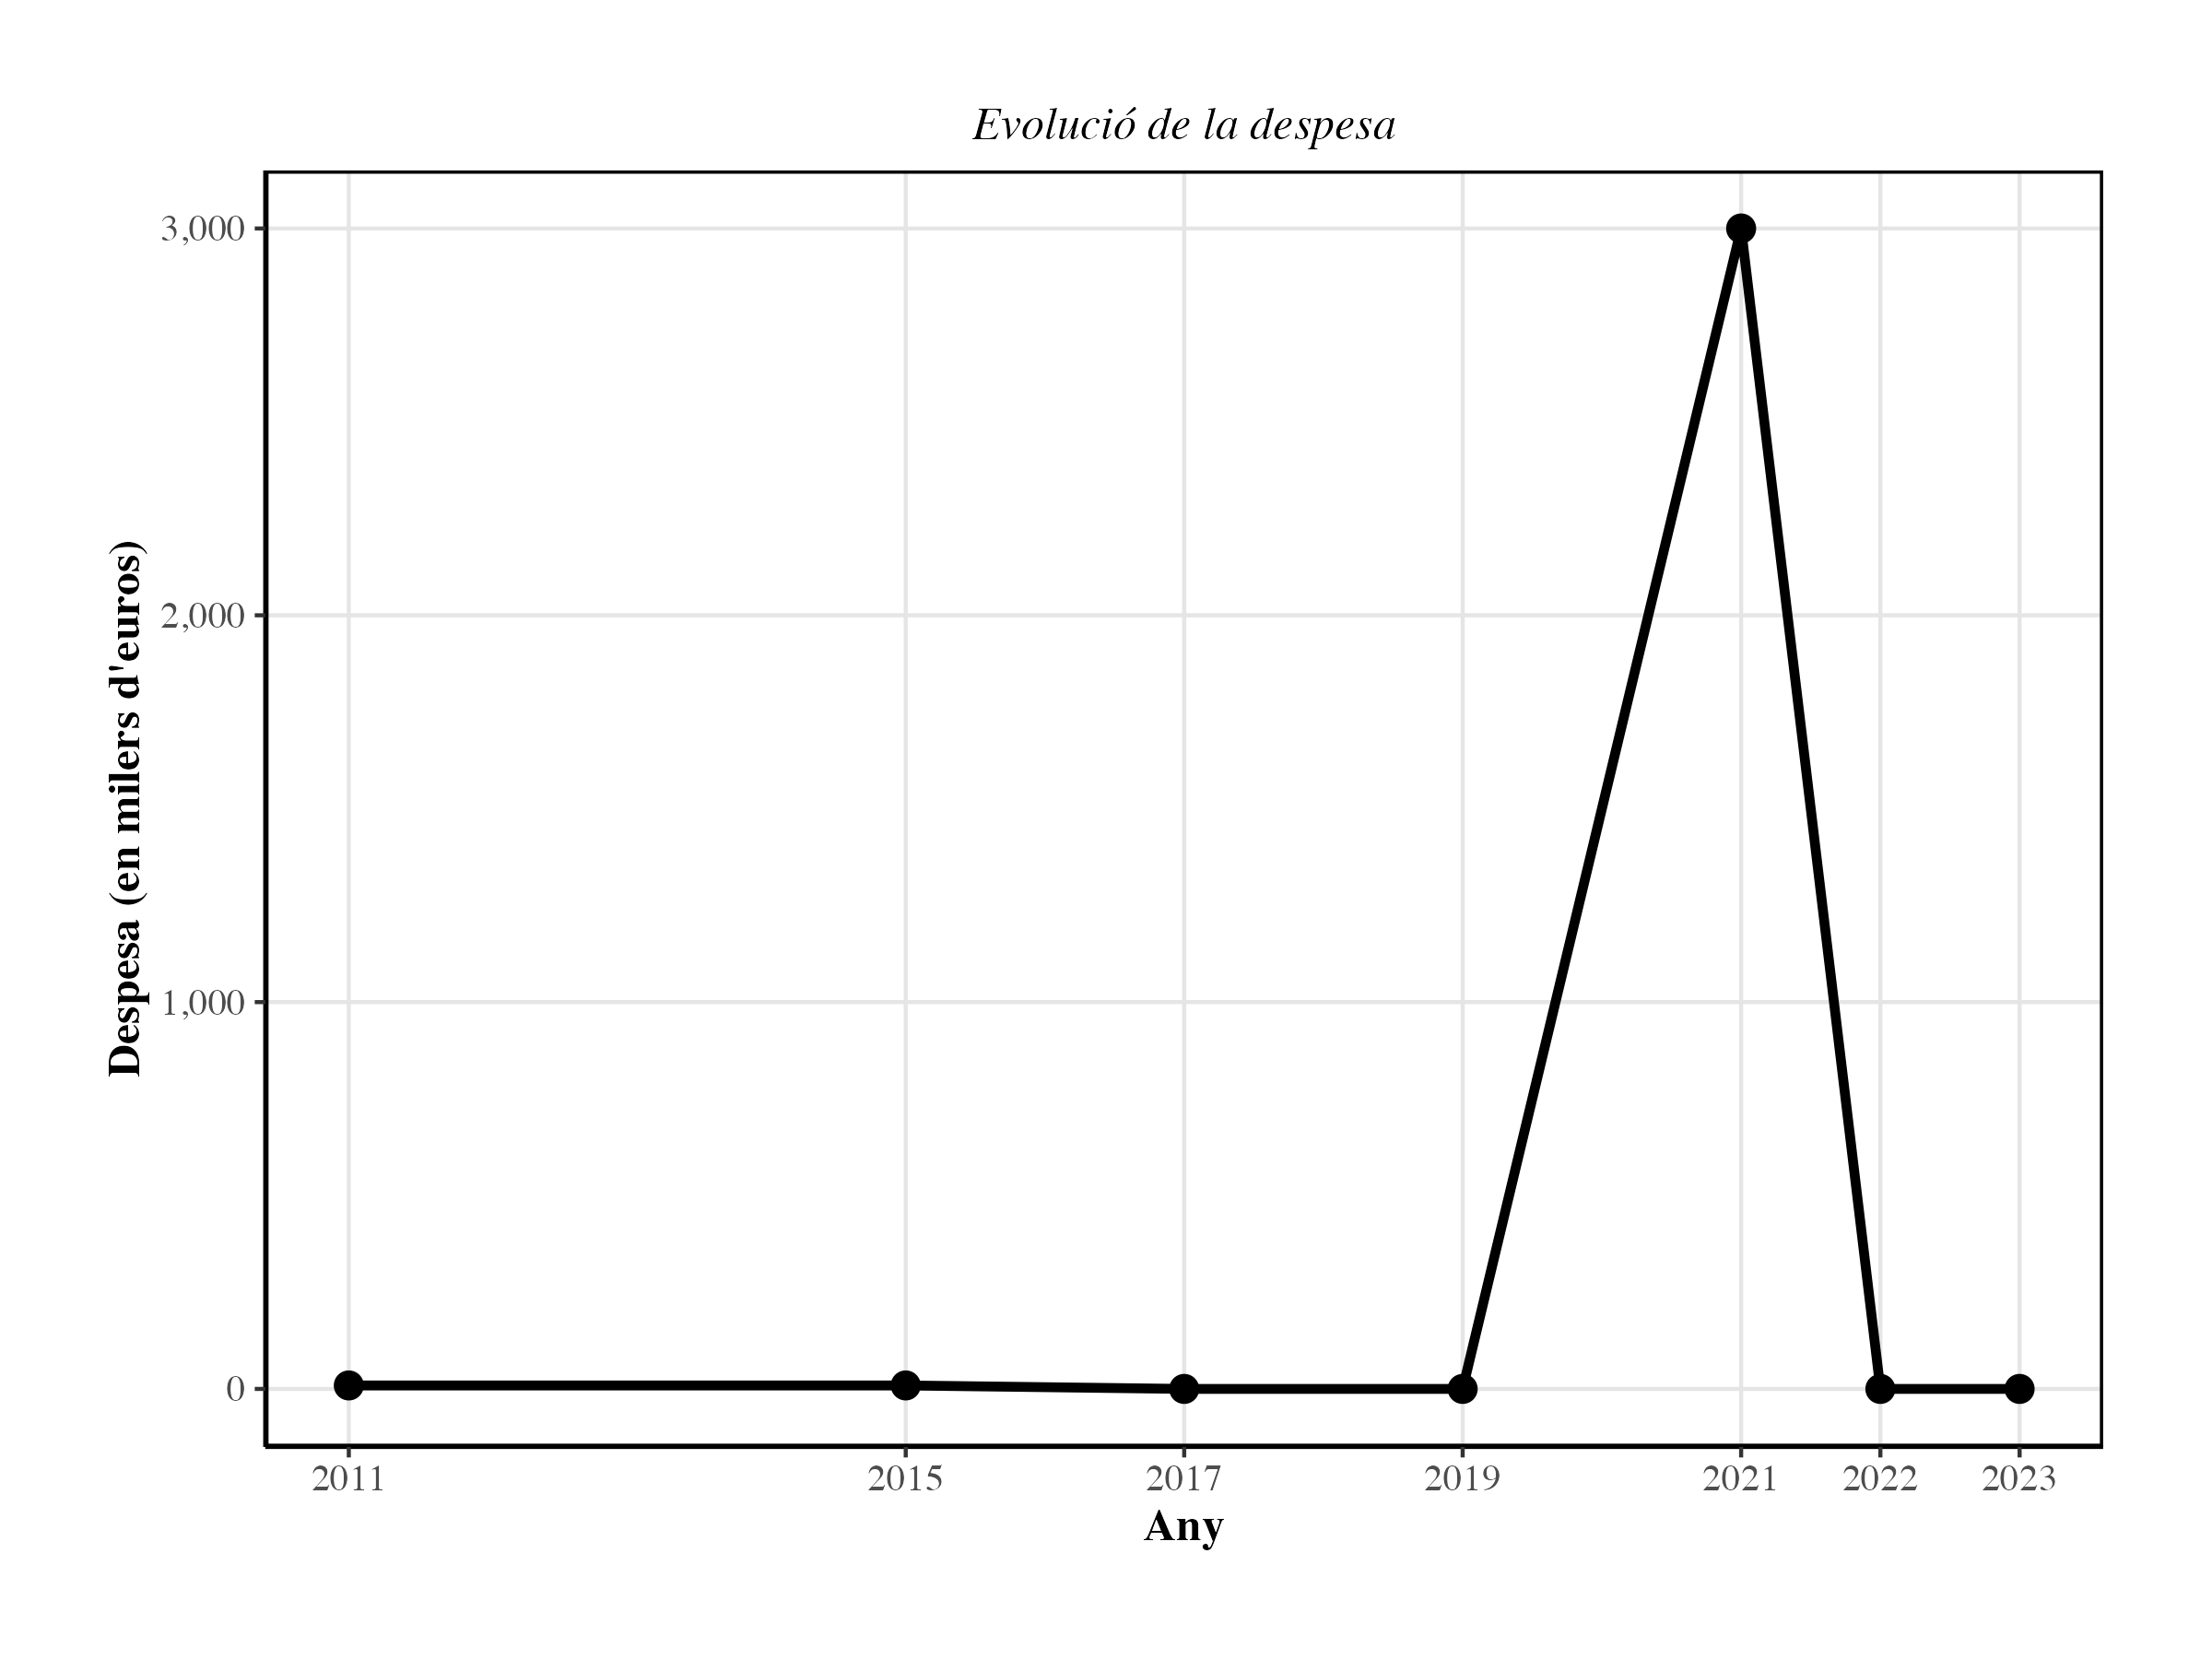 Evolució de la despesa
Despesa (en milers d'euros)
3,000
2,000
1,000
0
2011 2015 2017 2019 2021 2022 2023
Any